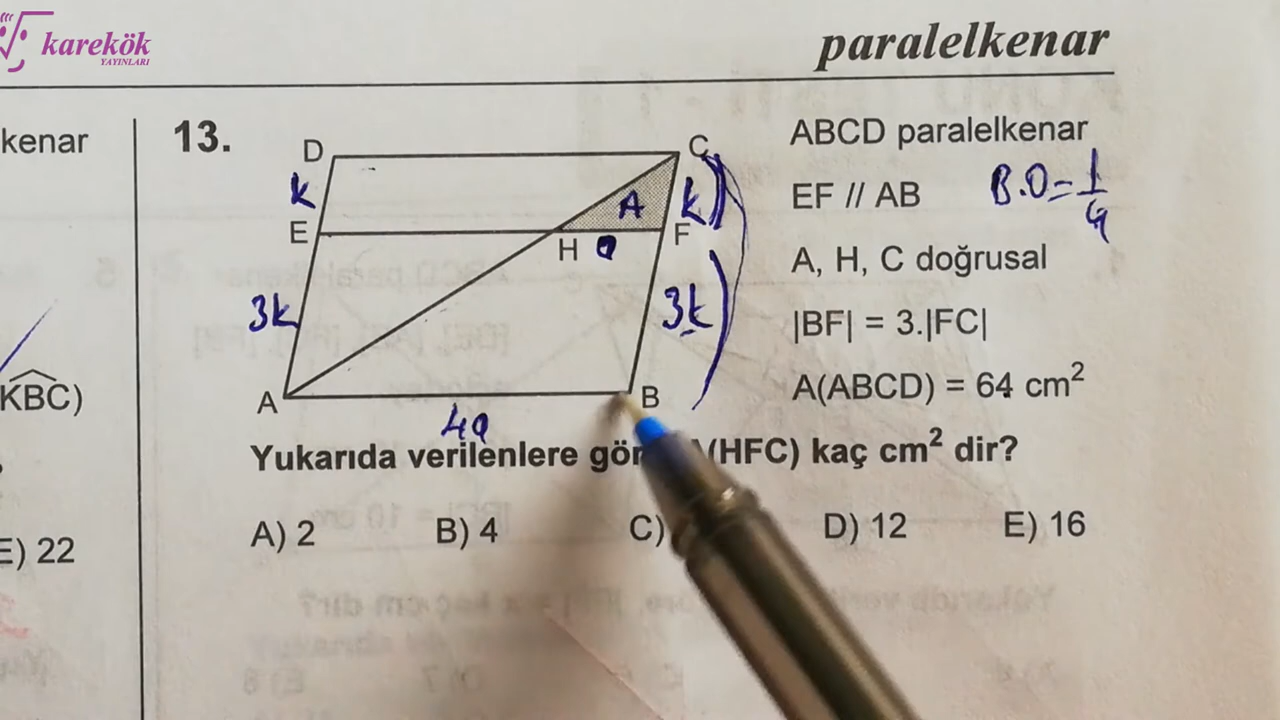 karekök
YAYINLARI
paralelkenar
kenar
13.
D
C
k
A
k
E
H
a
F
3k
3k
A
B
4a
ABCD paralelkenar
EF // AB
B.O=1/4
A, H, C doğrusal
|BF| = 3.|FC|
A(ABCD) = 64 cm²
KBC)
Yukarıda verilenlere gör (HFC) kaç cm² dir?
A) 2 B) 4 C) D) 12 E) 16
E) 22